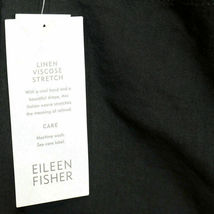 LINEN
VISCOSE
STRETCH
With a cool hand and a
beautiful drape, this
Italian weave stretches
the meaning of relaxed.
CARE
Machine wash.
See care label.
EILEEN
FISHER